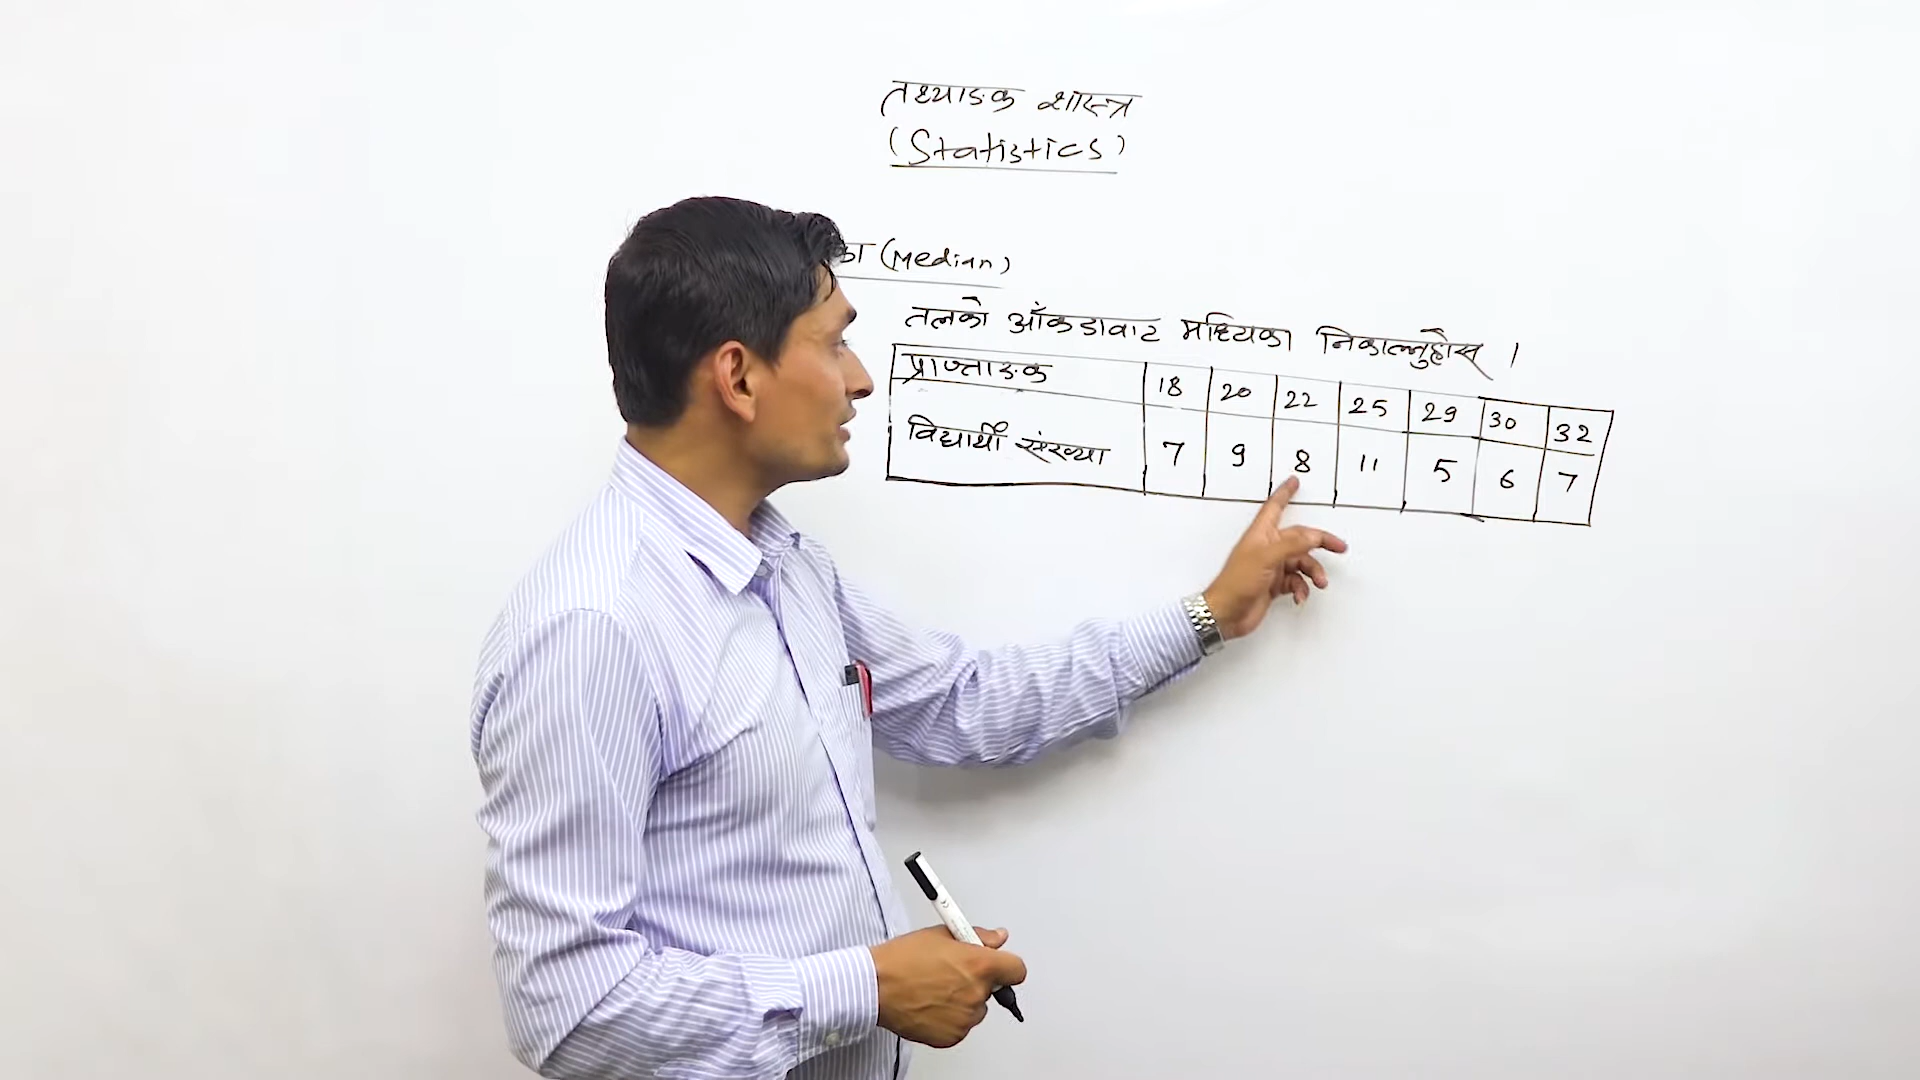 तथ्याङ्क शास्त्र
(Statistics)
(Median)
तलको आँकडाबाट मध्यिका निकाल्नुहोस् ।
प्राप्ताङ्क 18 20 22 25 29 30 32
विद्यार्थी संख्या 7 9 8 11 5 6 7